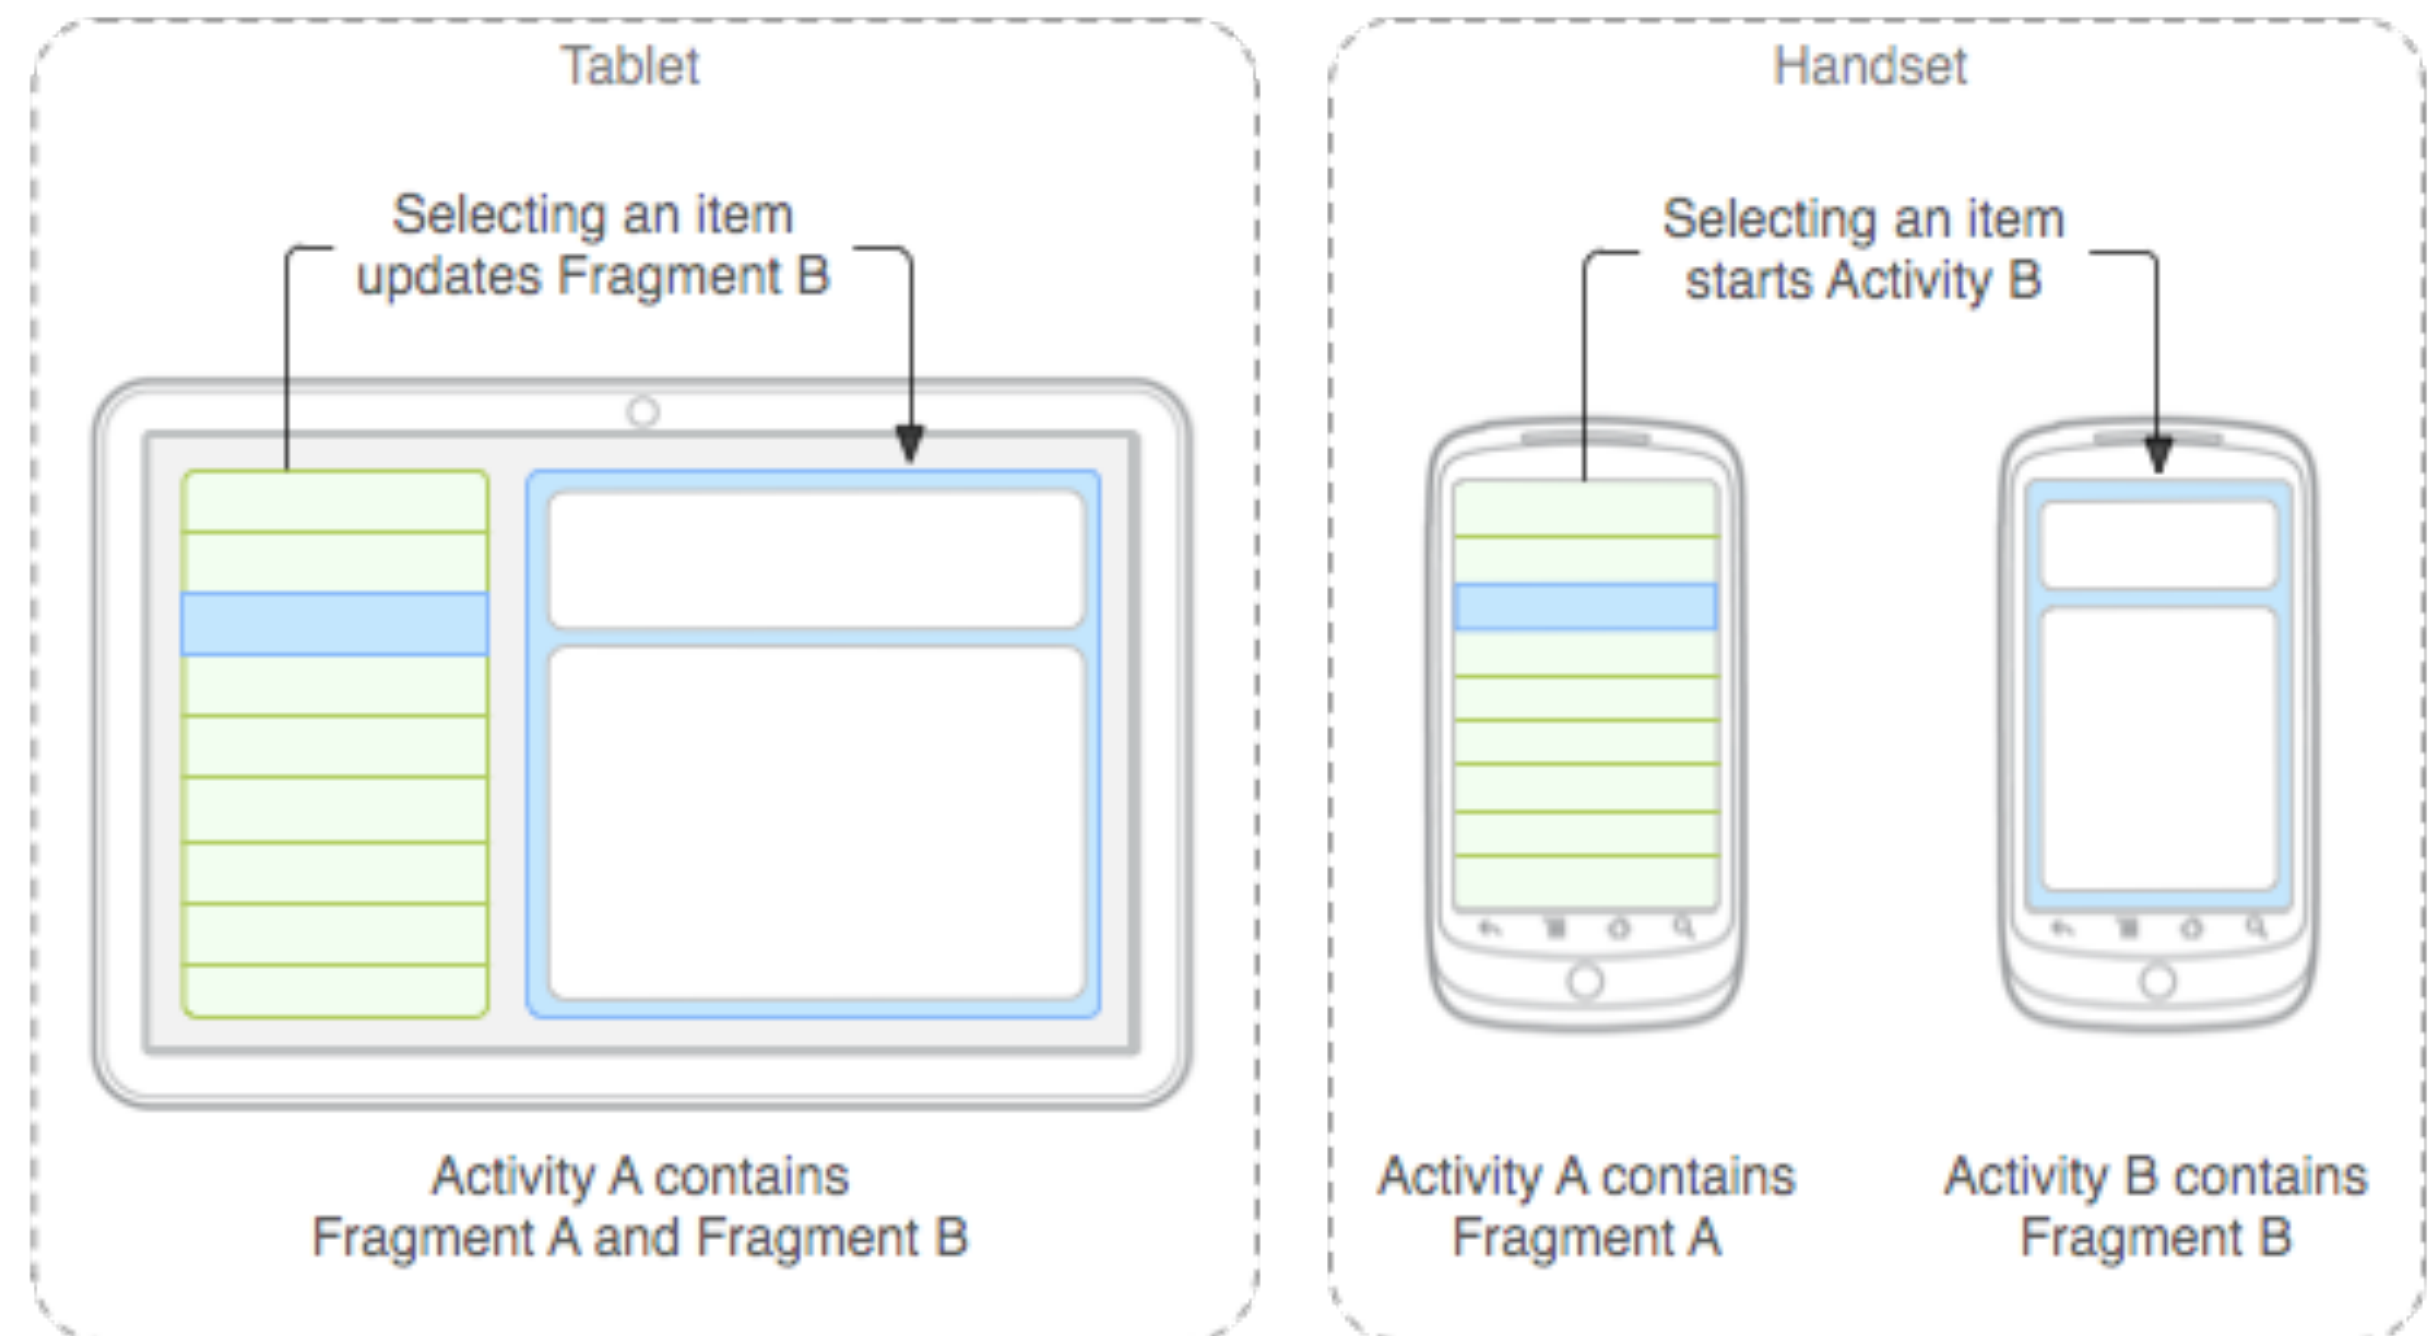 Tablet
Selecting an item
updates Fragment B
Activity A contains
Fragment A and Fragment B
Handset
Selecting an item
starts Activity B
Activity A contains
Fragment A
Activity B contains
Fragment B